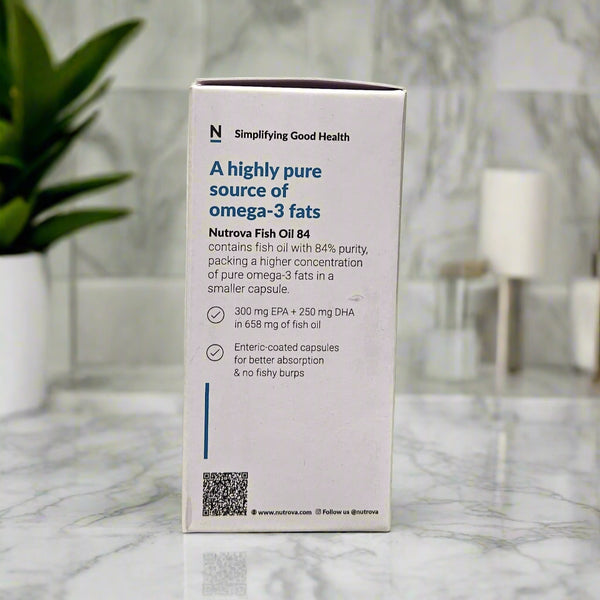 N Simplifying Good Health
A highly pure
source of
omega-3 fats
Nutrova Fish Oil 84
contains fish oil with 84% purity,
packing a higher concentration
of pure omega-3 fats in a
smaller capsule.
300 mg EPA + 250 mg DHA
in 658 mg of fish oil
Enteric-coated capsules
for better absorption
& no fishy burps
www.nutrova.com Follow us @nutrova